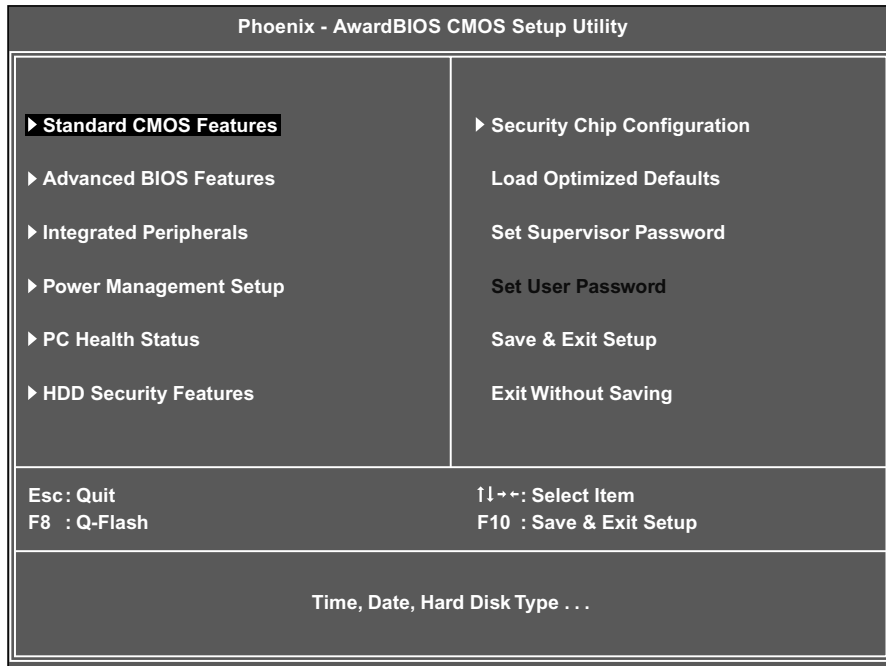 Phoenix - AwardBIOS CMOS Setup Utility
▶ Standard CMOS Features
▶ Advanced BIOS Features
▶ Integrated Peripherals
▶ Power Management Setup
▶ PC Health Status
▶ HDD Security Features
▶ Security Chip Configuration
Load Optimized Defaults
Set Supervisor Password
Set User Password
Save & Exit Setup
Exit Without Saving
Esc: Quit
F8 : Q-Flash
↑↓→←: Select Item
F10 : Save & Exit Setup
Time, Date, Hard Disk Type . . .